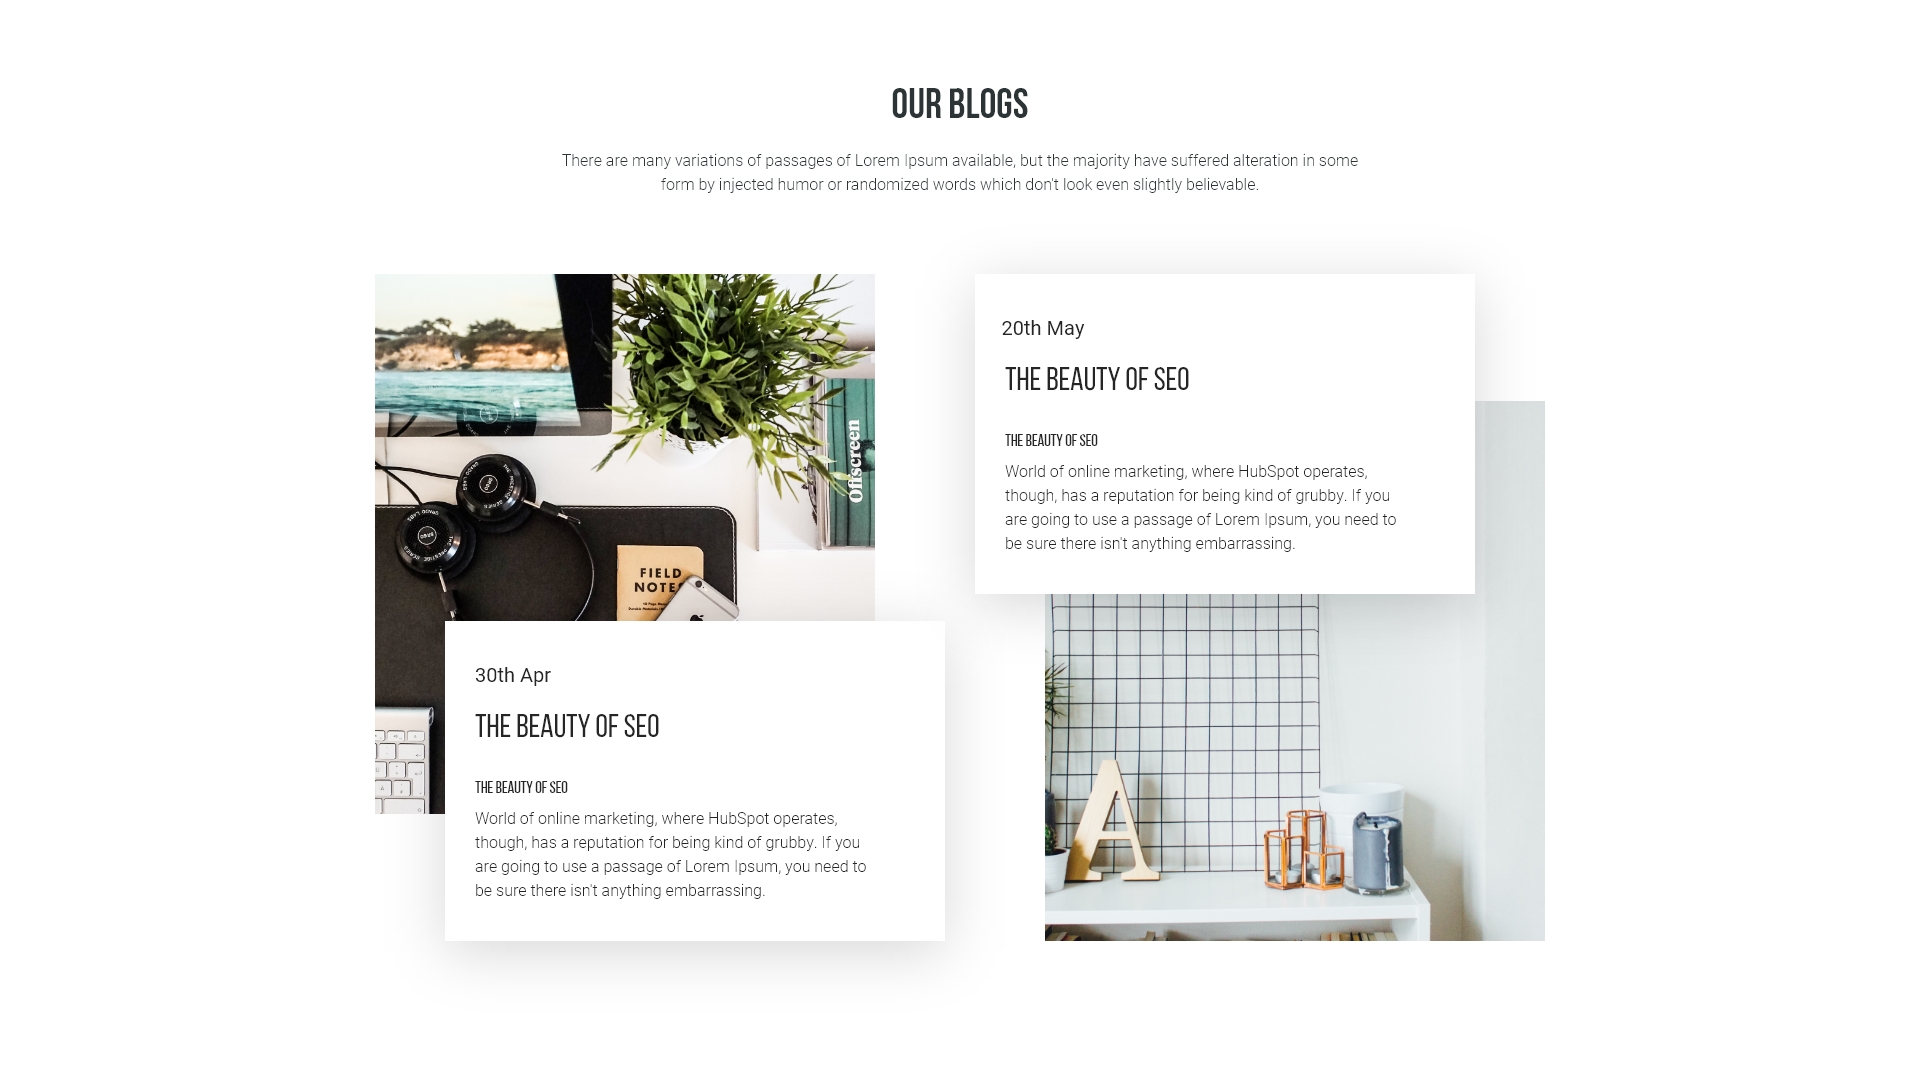 OUR BLOGS
There are many variations of passages of Lorem Ipsum available, but the majority have suffered alteration in some
form by injected humor or randomized words which don't look even slightly believable.
Offscreen
FIELD
30th Apr
THE BEAUTY OF SEO
THE BEAUTY OF SEO
World of online marketing, where HubSpot operates,
though, has a reputation for being kind of grubby. If you
are going to use a passage of Lorem Ipsum, you need to
be sure there isn't anything embarrassing.
20th May
THE BEAUTY OF SEO
THE BEAUTY OF SEO
World of online marketing, where HubSpot operates,
though, has a reputation for being kind of grubby. If you
are going to use a passage of Lorem Ipsum, you need to
be sure there isn't anything embarrassing.
A